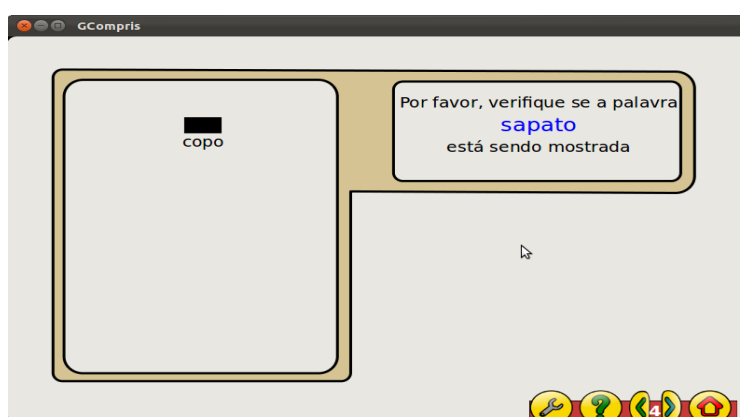 GCompris
copo
Por favor, verifique se a palavra
sapato
está sendo mostrada
4